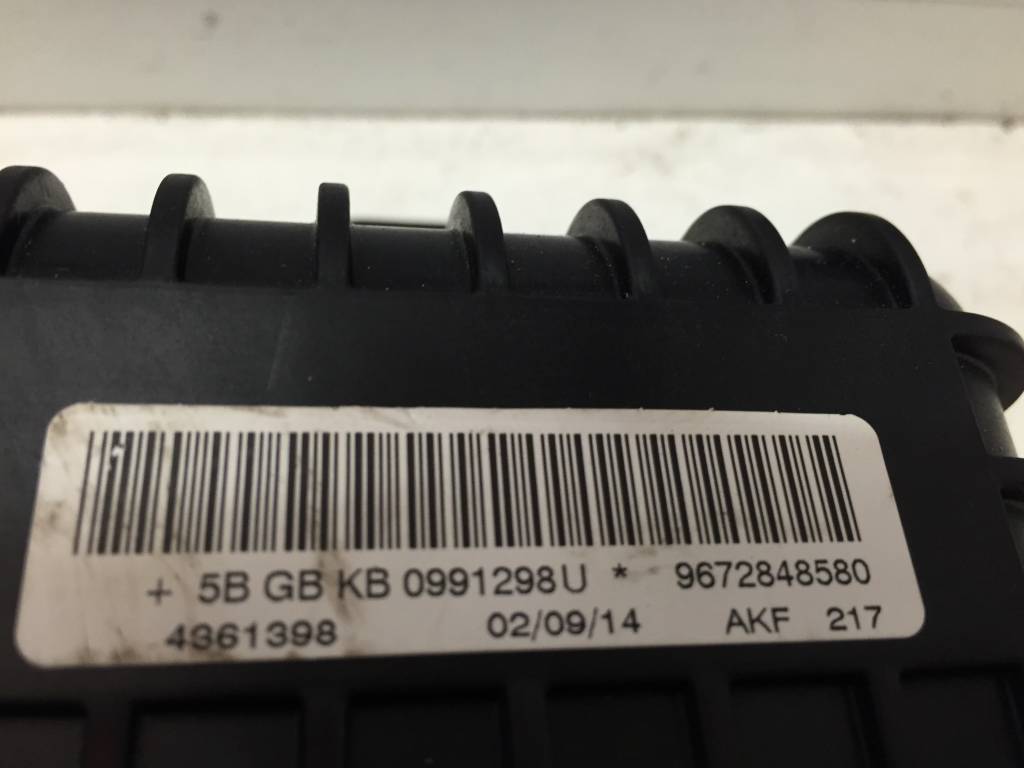 + 5B GB KB 0991298U * 9672848580
4361398 02/09/14 AKF 217